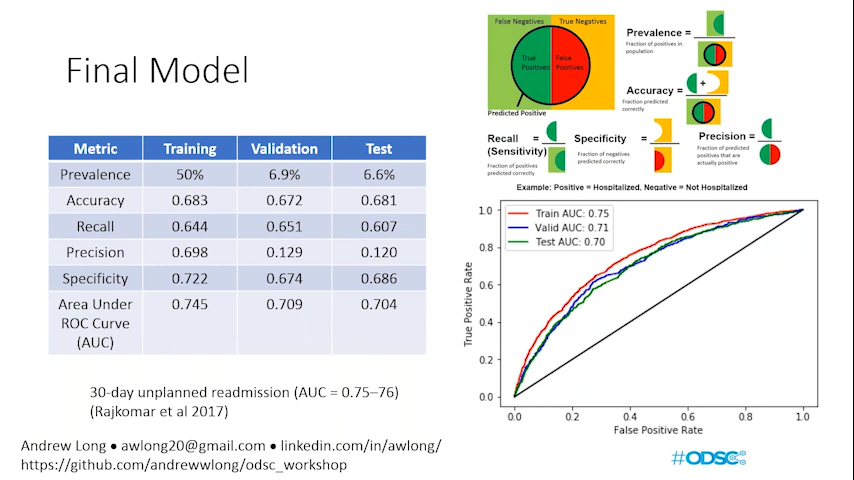 Final Model
Metric Training Validation Test
Prevalence 50% 6.9% 6.6%
Accuracy 0.683 0.672 0.681
Recall 0.644 0.651 0.607
Precision 0.698 0.129 0.120
Specificity 0.722 0.674 0.686
Area Under ROC Curve (AUC) 0.745 0.709 0.704
30-day unplanned readmission (AUC = 0.75–76)
(Rajkomar et al 2017)
Andrew Long ● awlong20@gmail.com ● linkedin.com/in/awlong/
https://github.com/andrewwlong/odsc_workshop
False Negatives True Negatives
True Positives
False Positives
Predicted Positive
Prevalence =
Fraction of positives in
population
Accuracy =
+
Fraction predicted
correctly
Recall =
(Sensitivity)
Fraction of positives
predicted correctly
Specificity =
Fraction of negatives
predicted correctly
Precision =
Fraction of predicted
positives that are
actually positive
Example: Positive = Hospitalized, Negative = Not Hospitalized
Train AUC: 0.75
Valid AUC: 0.71
Test AUC: 0.70
True Positive Rate
1.0
0.8
0.6
0.4
0.2
0.0
0.0 0.2 0.4 0.6 0.8 1.0
False Positive Rate
#ODSC